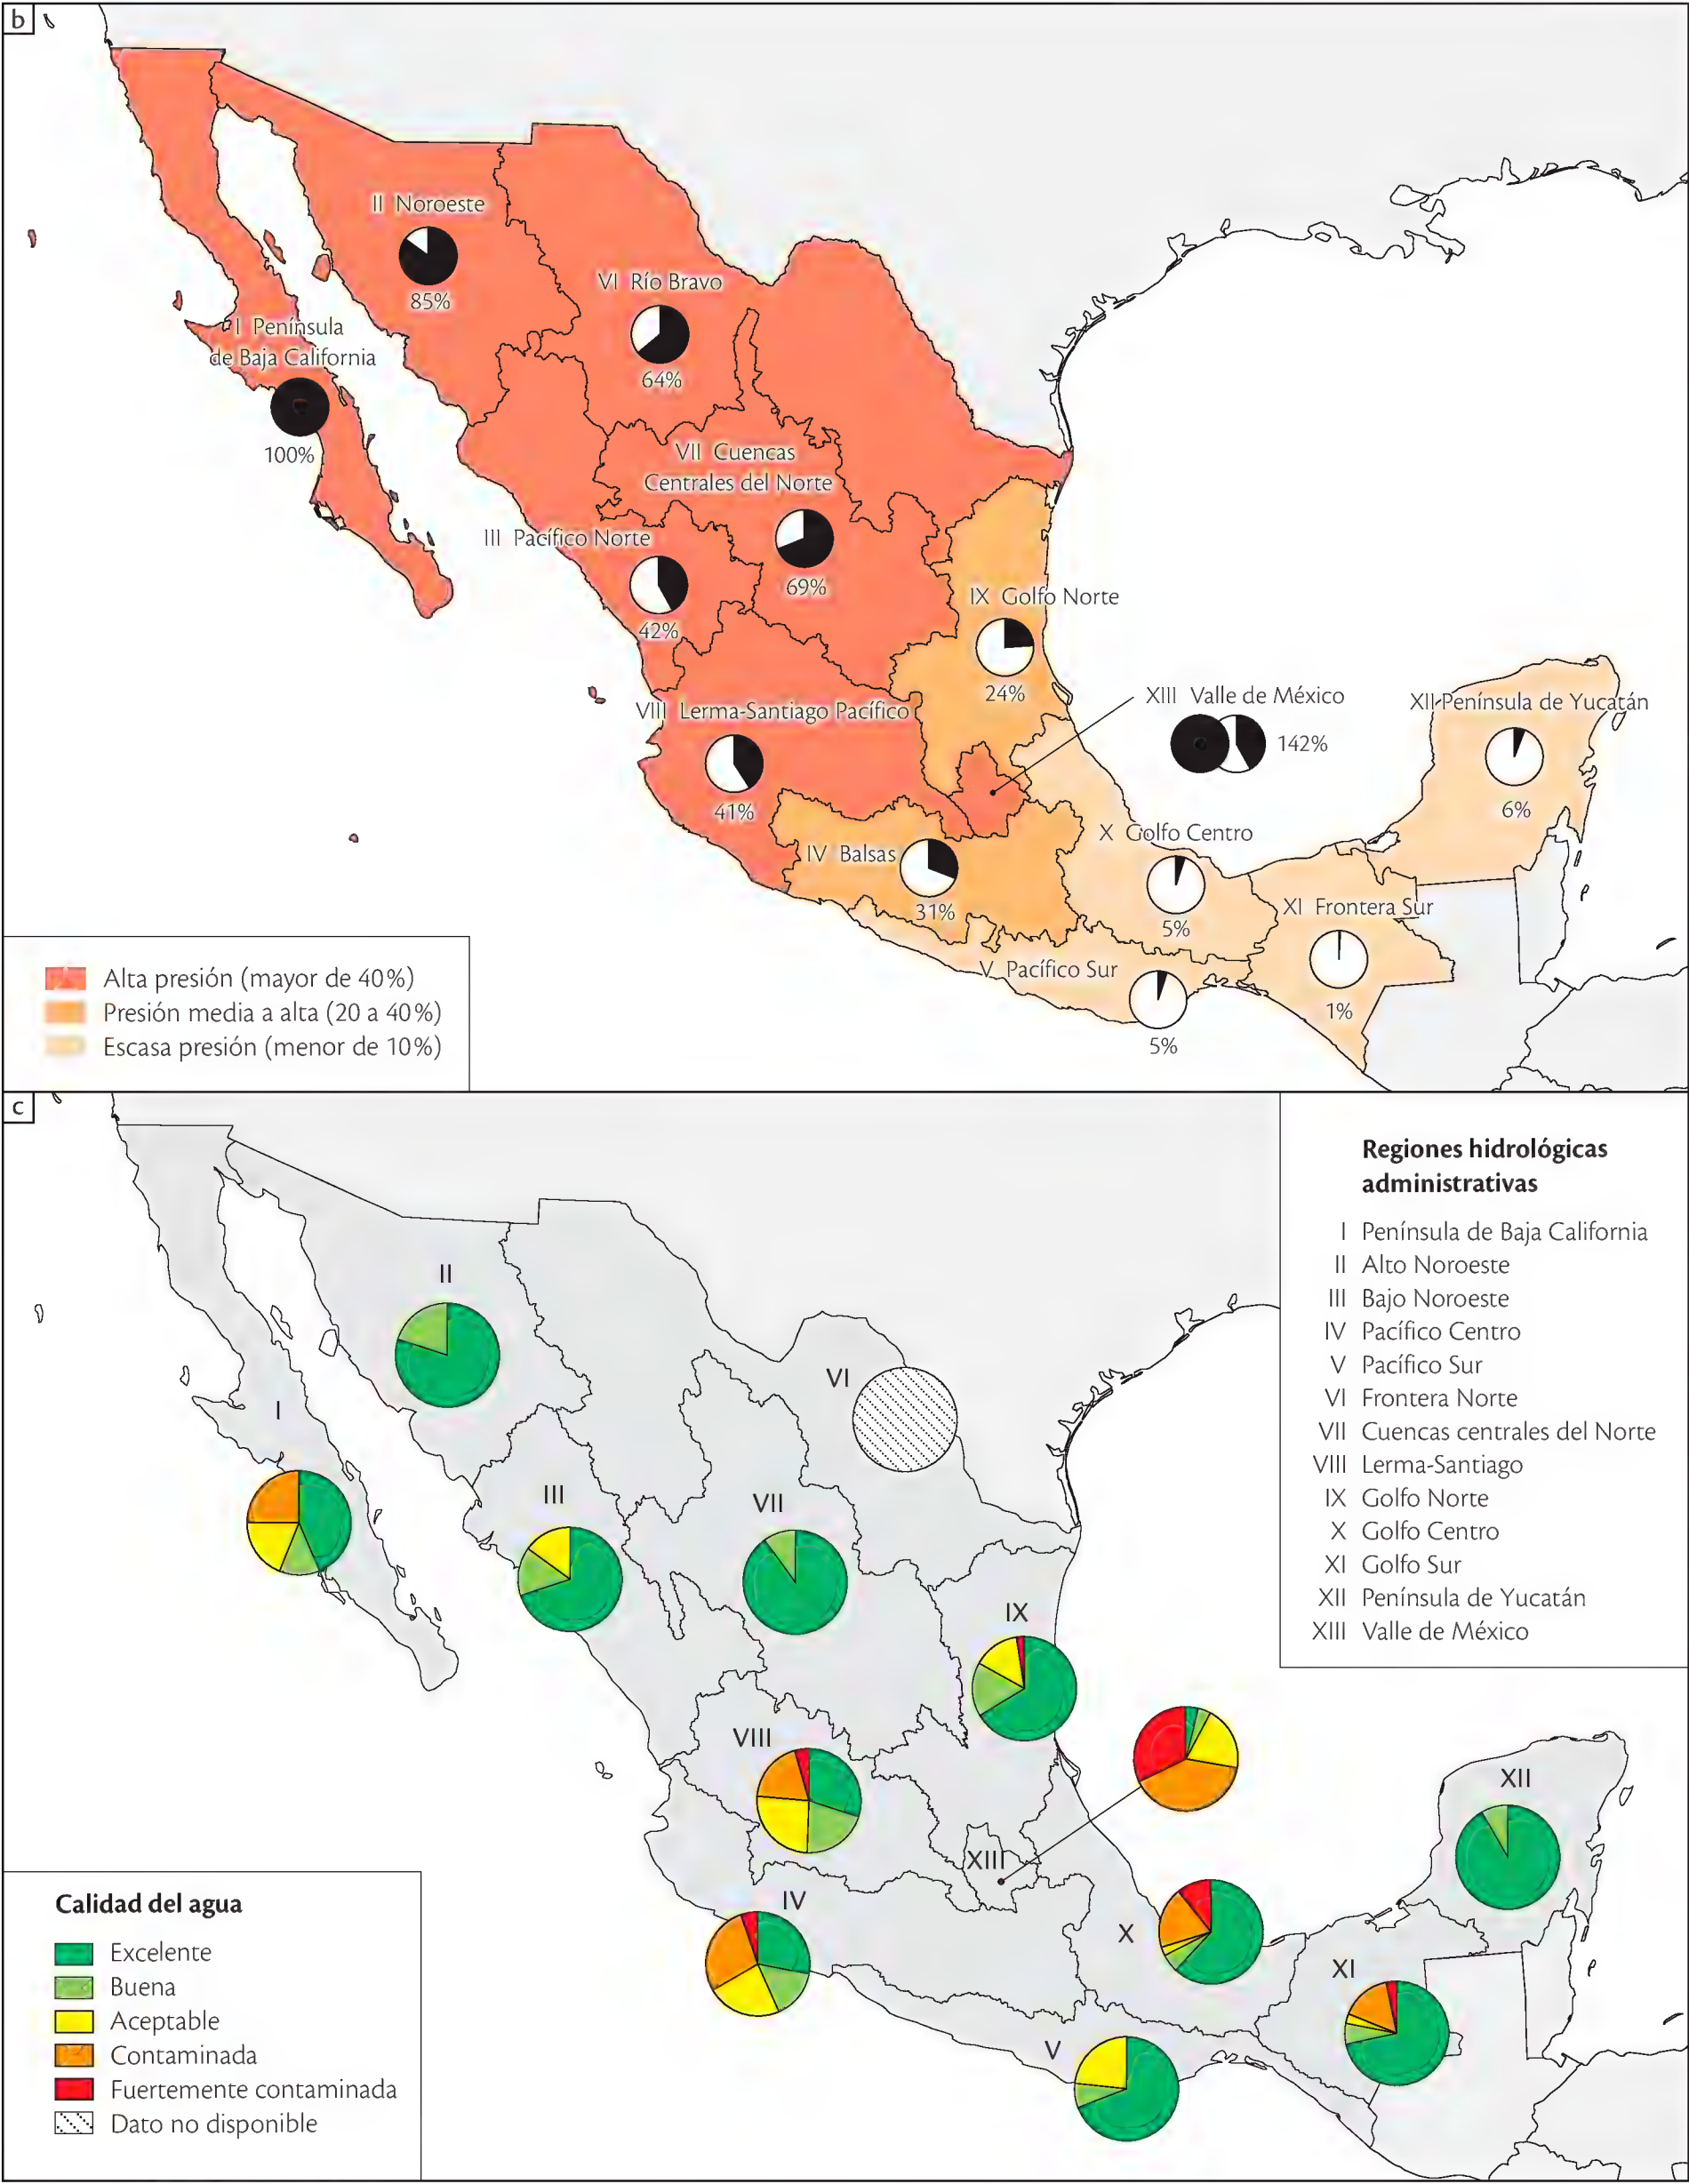 b
II Noroeste
85%
VI Río Bravo
64%
I Península
de Baja California
100%
VII Cuencas
Centrales del Norte
69%
III Pacífico Norte
42%
IX Golfo Norte
24%
VIII Lerma-Santiago Pacífico
41%
XIII Valle de México
142%
XII Península de Yucatán
6%
X Golfo Centro
5%
IV Balsas
31%
XI Frontera Sur
1%
V Pacífico Sur
5%
Alta presión (mayor de 40%)
Presión media a alta (20 a 40%)
Escasa presión (menor de 10%)
c
Regiones hidrológicas
administrativas
I Península de Baja California
II Alto Noroeste
III Bajo Noroeste
IV Pacífico Centro
V Pacífico Sur
VI Frontera Norte
VII Cuencas centrales del Norte
VIII Lerma-Santiago
IX Golfo Norte
X Golfo Centro
XI Golfo Sur
XII Península de Yucatán
XIII Valle de México
II
VI
I
III
VII
IX
VIII
XII
XIII
IV
X
XI
V
Calidad del agua
Excelente
Buena
Aceptable
Contaminada
Fuertemente contaminada
Dato no disponible